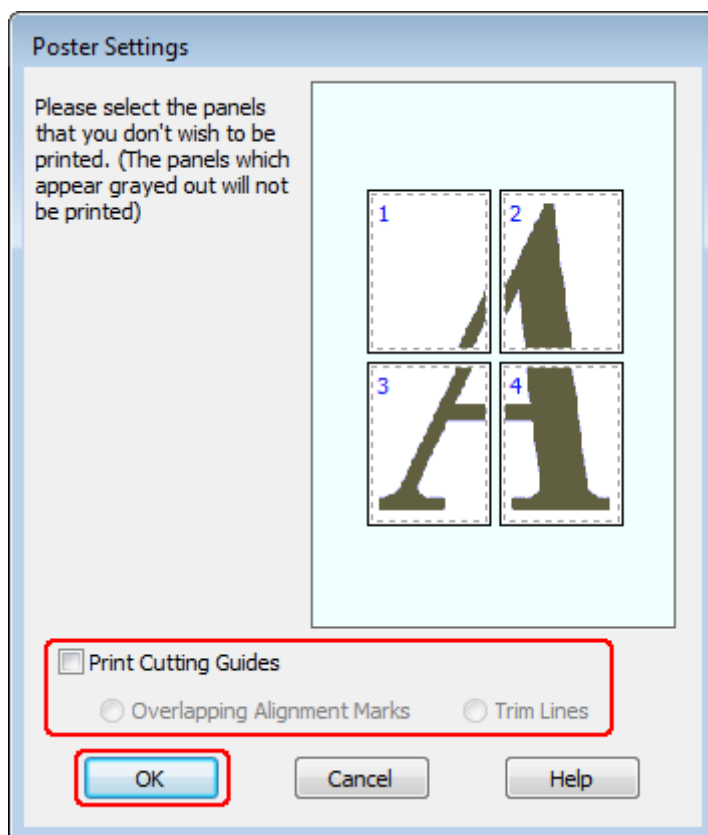 Poster Settings
Please select the panels
that you don't wish to be
printed. (The panels which
appear grayed out will not
be printed)
1
2
3
4
Print Cutting Guides
Overlapping Alignment Marks
Trim Lines
OK
Cancel
Help